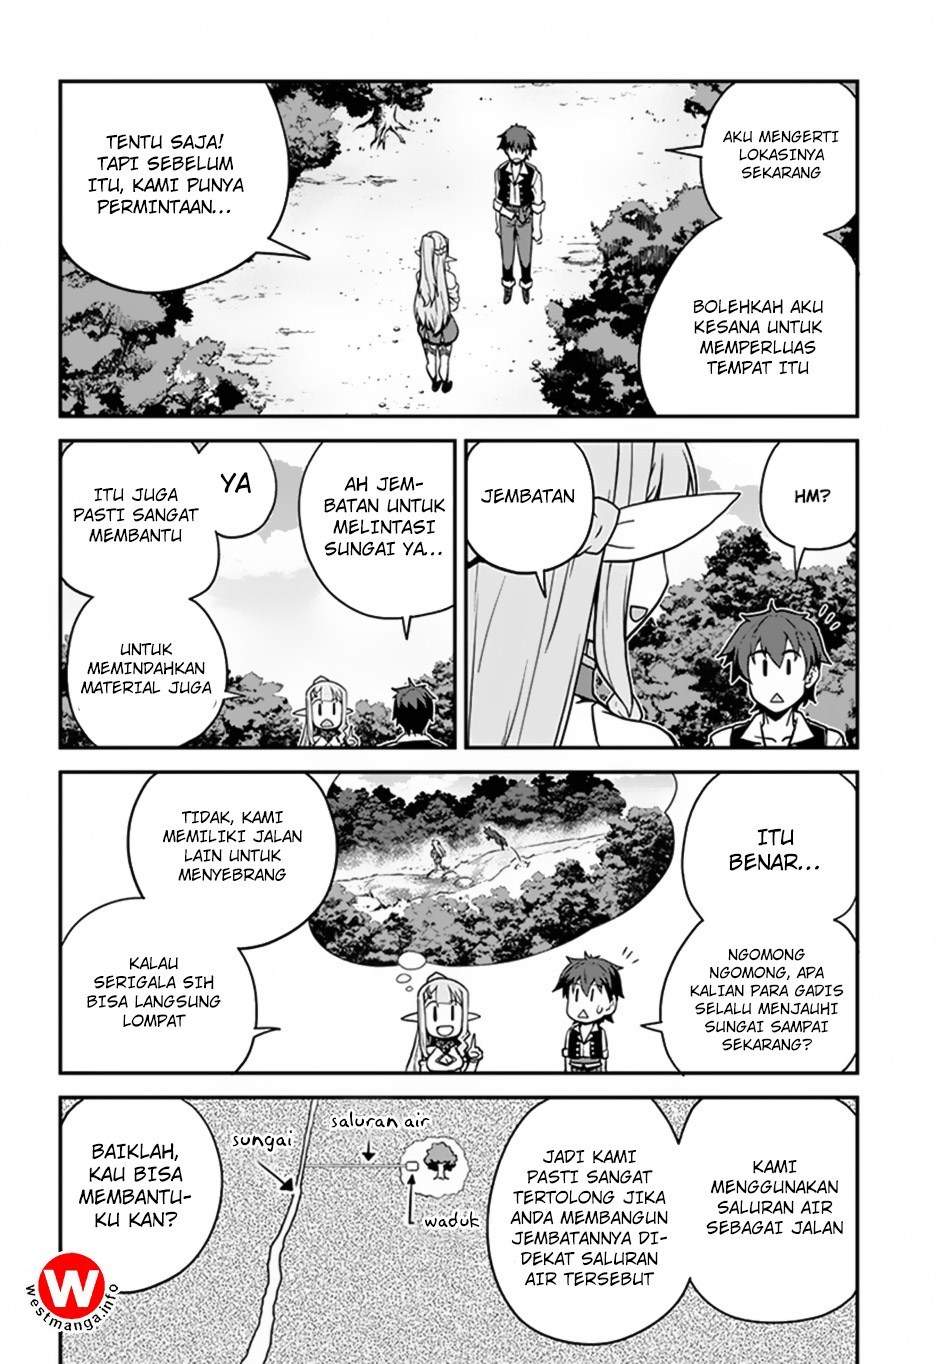 AKU MENGERTI
LOKASINYA
SEKARANG
BOLEHKAH AKU
KESANA UNTUK
MEMPERLUAS
TEMPAT ITU
TENTU SAJA!
TAPI SEBELUM
ITU, KAMI PUNYA
PERMINTAAN...
HM?
JEMBATAN
AH JEM-
BATAN UNTUK
MELINTASI
SUNGAI YA...
YA
ITU JUGA
PASTI SANGAT
MEMBANTU
UNTUK
MEMINDAHKAN
MATERIAL JUGA
ITU
BENAR...
NGOMONG
NGOMONG, APA
KALIAN PARA GADIS
SELALU MENJAUHI
SUNGAI SAMPAI
SEKARANG?
TIDAK, KAMI
MEMILIKI JALAN
LAIN UNTUK
MENYEBRANG
KALAU
SERIGALA SIH
BISA LANGSUNG
LOMPAT
KAMI
MENGGUNAKAN
SALURAN AIR
SEBAGAI JALAN
JADI KAMI
PASTI SANGAT
TERTOLONG JIKA
ANDA MEMBANGUN
JEMBATANNYA DI-
DEKAT SALURAN
AIR TERSEBUT
saluran air
sungai
waduk
BAIKLAH,
KAU BISA
MEMBANTU-
KU KAN?
W
westmanga.info